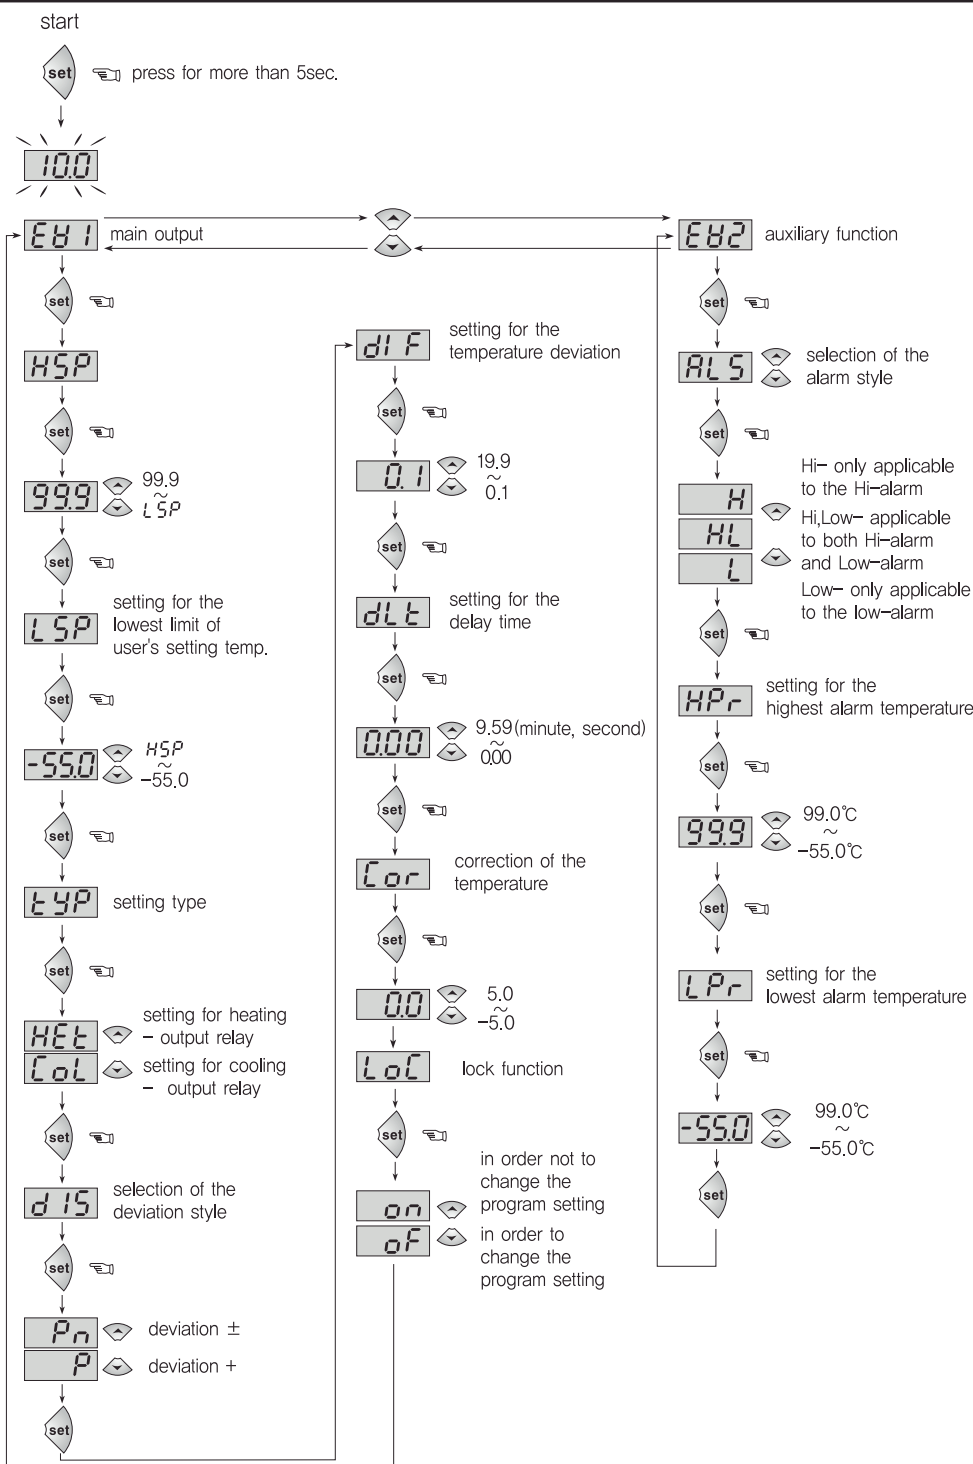 start
set
press for more than 5sec.
10.0
EH1 main output
set
HSP
set
99.9
99.9
~
LSP
set
LSP
setting for the
lowest limit of
user's setting temp.
set
-55.0
HSP
~
-55.0
set
tYP
setting type
set
HEt
setting for heating
- output relay
CoL
setting for cooling
- output relay
set
dIS
selection of the
deviation style
set
Pn
deviation ±
P
deviation +
set
dIF
setting for the
temperature deviation
set
0.1
19.9
~
0.1
set
dLt
setting for the
delay time
set
0.00
9.59(minute, second)
~
0.00
set
Cor
correction of the
temperature
set
0.0
5.0
~
-5.0
LoC
lock function
set
on
in order not to
change the
program setting
oF
in order to
change the
program setting
EH2
auxiliary function
set
ALS
selection of the
alarm style
set
H
Hi- only applicable
to the Hi-alarm
HL
Hi,Low- applicable
to both Hi-alarm
and Low-alarm
L
Low- only applicable
to the low-alarm
set
HPr
setting for the
highest alarm temperature
set
99.9
99.0℃
~
-55.0℃
set
LPr
setting for the
lowest alarm temperature
set
-55.0
99.0℃
~
-55.0℃
set